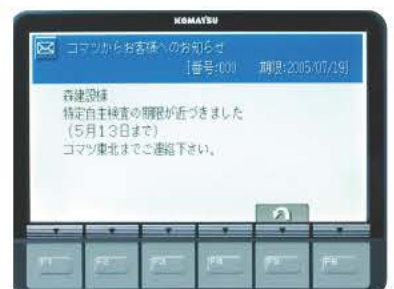 KOMATSU
コマツからお客様へのお知らせ
[番号:000 期限:2005/07/19]
森建設様
特定自主検査の期限が近づきました
(5月13日まで)
コマツ東北までご連絡下さい。
F1 F2 F3 F4 F5 F6